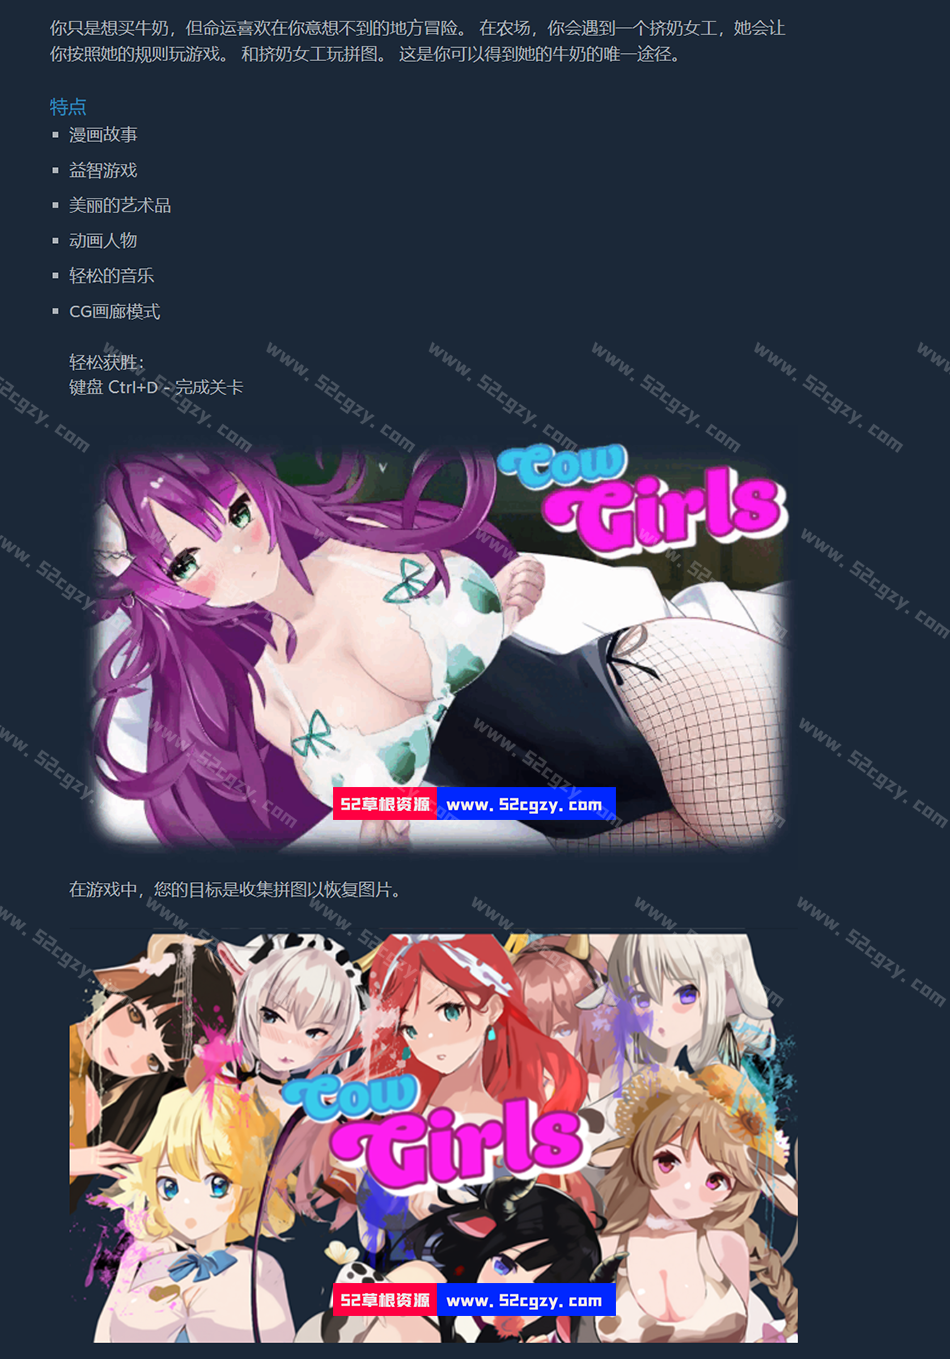 你只是想买牛奶，但命运喜欢在你意想不到的地方冒险。 在农场，你会遇到一个挤奶女工，她会让
你按照她的规则玩游戏。 和挤奶女工玩拼图。 这是你可以得到她的牛奶的唯一途径。
特点
漫画故事
益智游戏
美丽的艺术品
动画人物
轻松的音乐
CG画廊模式
轻松获胜：
键盘 Ctrl+D - 完成关卡
www.52cgzy.com
Cow
Girls
52草根资源 www.52cgzy.com
在游戏中，您的目标是收集拼图以恢复图片。
Cow
Girls
52草根资源 www.52cgzy.com